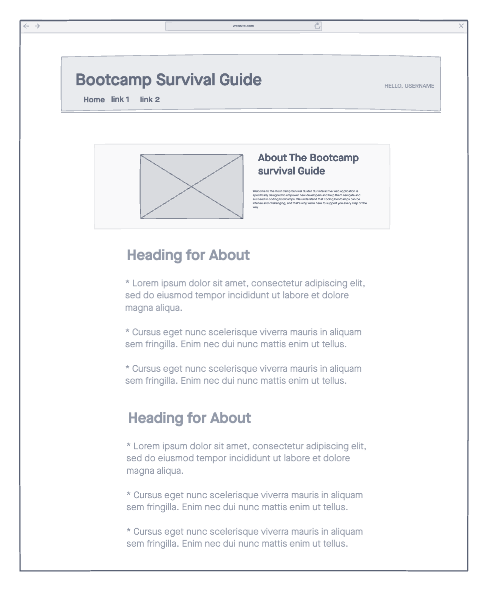 Bootcamp Survival Guide
HELLO, USERNAME
Home link 1 link 2
About The Bootcamp
survival Guide
Heading for About
* Lorem ipsum dolor sit amet, consectetur adipiscing elit,
sed do eiusmod tempor incididunt ut labore et dolore
magna aliqua.
* Cursus eget nunc scelerisque viverra mauris in aliquam
sem fringilla. Enim nec dui nunc mattis enim ut tellus.
* Cursus eget nunc scelerisque viverra mauris in aliquam
sem fringilla. Enim nec dui nunc mattis enim ut tellus.
Heading for About
* Lorem ipsum dolor sit amet, consectetur adipiscing elit,
sed do eiusmod tempor incididunt ut labore et dolore
magna aliqua.
* Cursus eget nunc scelerisque viverra mauris in aliquam
sem fringilla. Enim nec dui nunc mattis enim ut tellus.
* Cursus eget nunc scelerisque viverra mauris in aliquam
sem fringilla. Enim nec dui nunc mattis enim ut tellus.